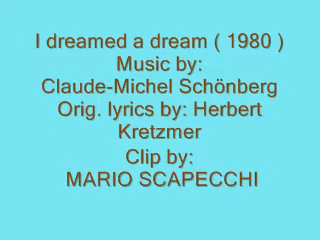 I dreamed a dream ( 1980 )
Music by:
Claude-Michel Schönberg
Orig. lyrics by: Herbert
Kretzmer
Clip by:
MARIO SCAPECCHI